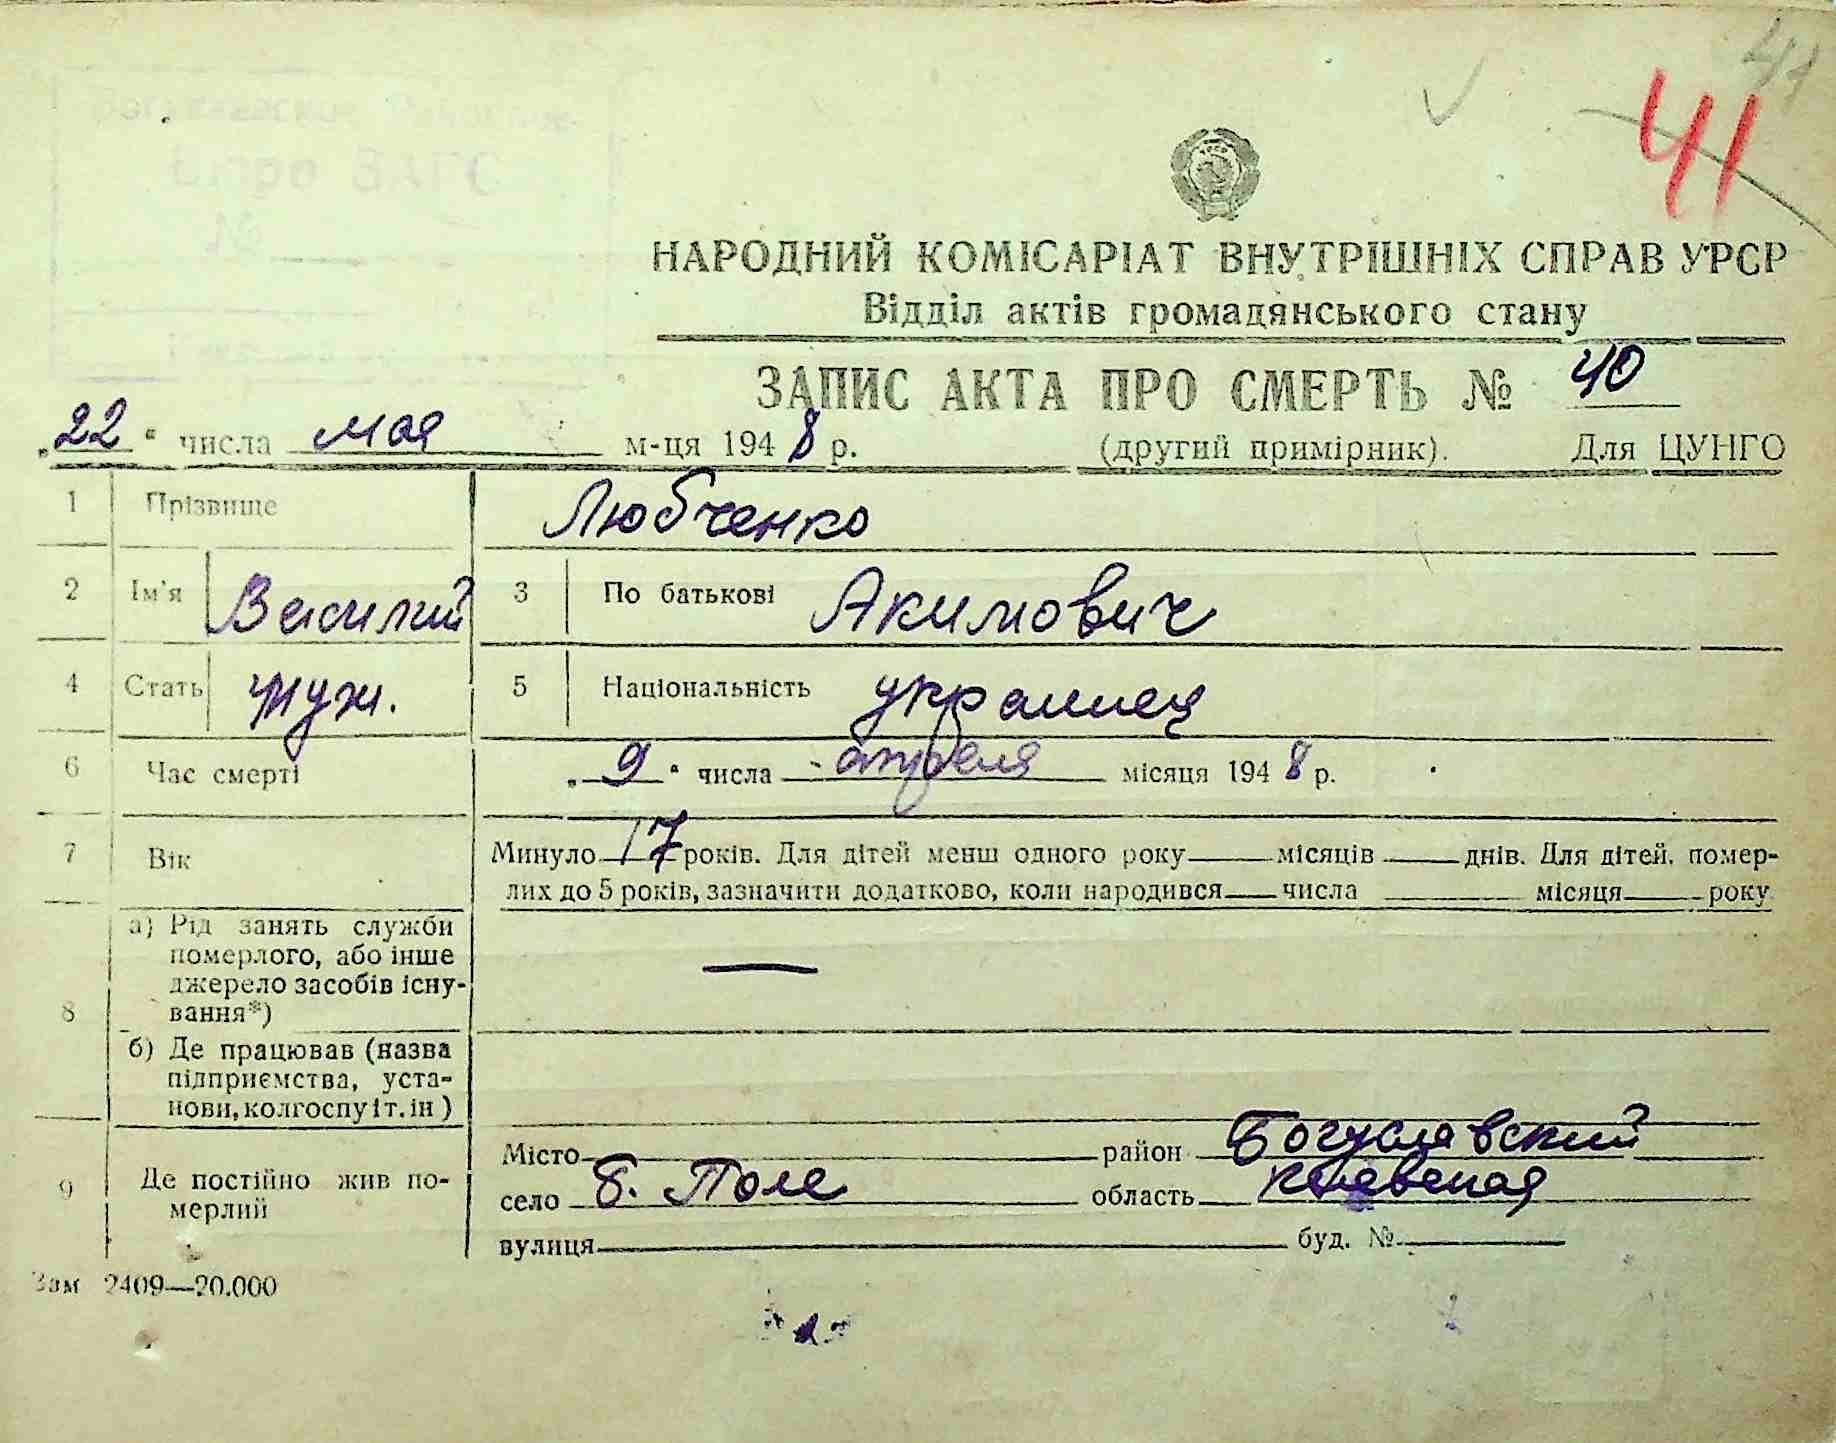 41
41
НАРОДНИЙ КОМІСАРІАТ ВНУТРІШНІХ СПРАВ УРСР
Відділ актів громадянського стану
ЗАПИС АКТА ПРО СМЕРТЬ № 40
„22“ числа мая м-ця 1948 р. (другий примірник). Для ЦУНГО
1 Прізвище Любченко
2 Ім'я Василий 3 По батькові Акимович
4 Стать муж. 5 Національність украинец
6 Час смерті „9“ числа апреля місяця 1948 р.
7 Вік Минуло 17 років. Для дітей менш одного року місяців днів. Для дітей, помер-
лих до 5 років, зазначити додатково, коли народився числа місяця року
8 а) Рід занять служби
померлого, або інше
джерело засобів існу-
вання*) —
б) Де працював (назва
підприємства, уста-
нови, колгоспу і т. ін)
9 Де постійно жив по-
мерлий
Місто район Богуславский
село б. Поле область Киевская
вулиця буд. №
Зам 2409—20.000